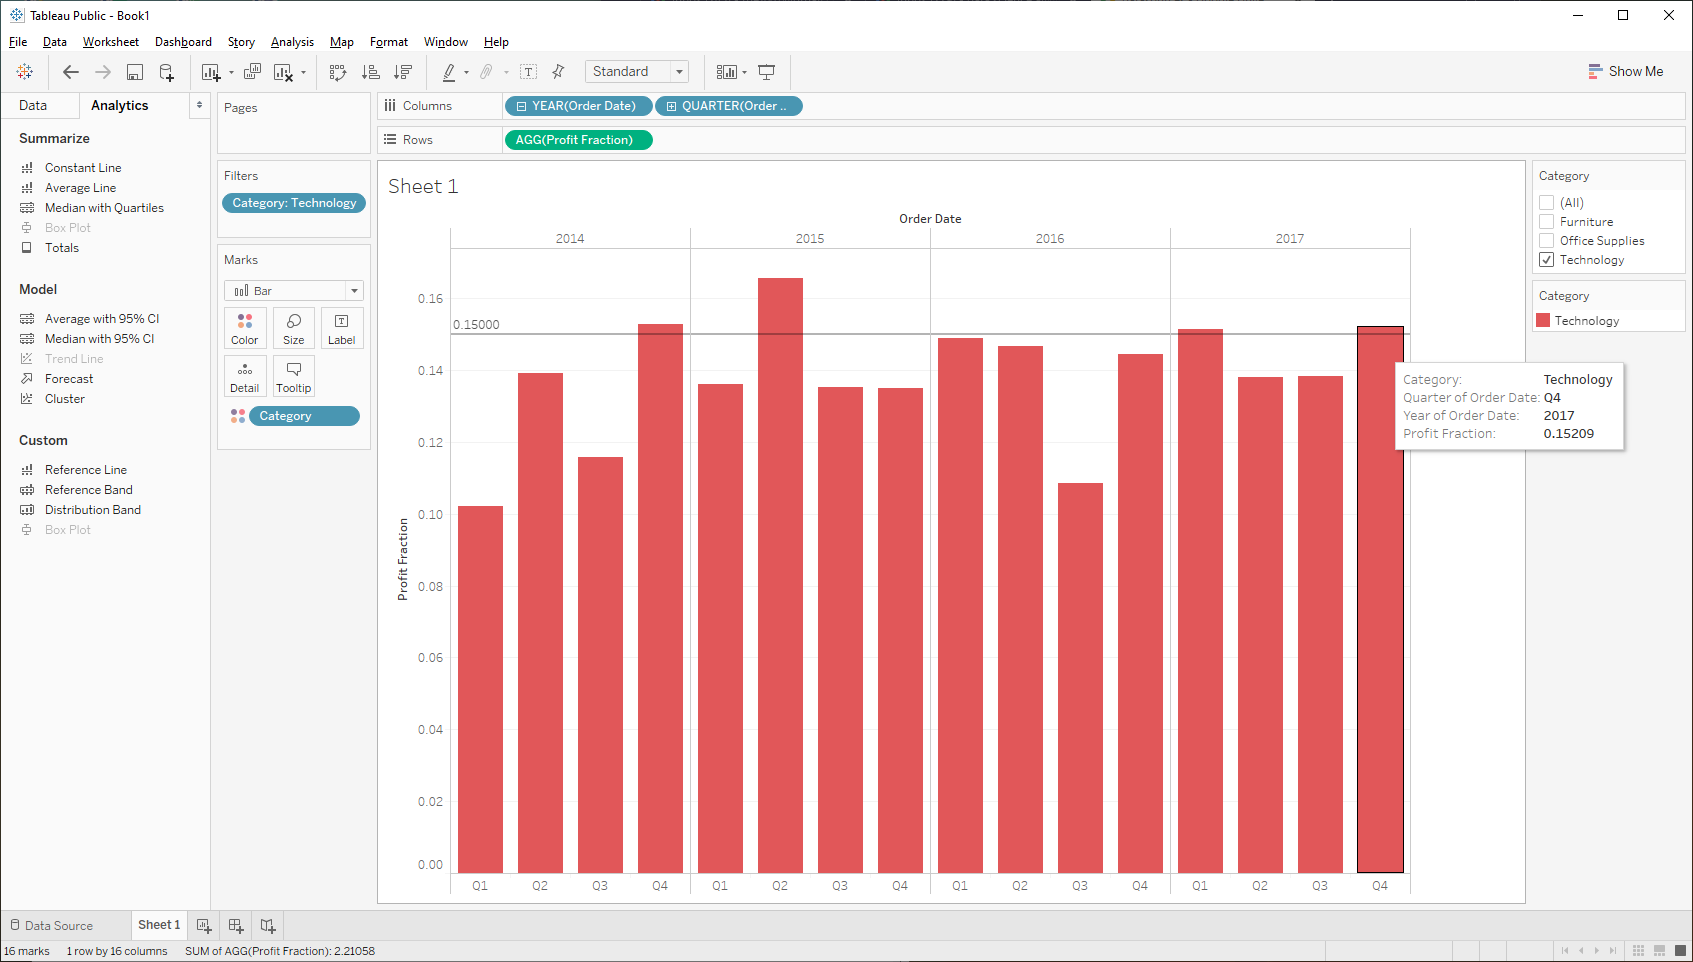 Tableau Public - Book1
File Data Worksheet Dashboard Story Analysis Map Format Window Help
Standard
Show Me
Data Analytics
Summarize
Constant Line
Average Line
Median with Quartiles
Box Plot
Totals
Model
Average with 95% CI
Median with 95% CI
Trend Line
Forecast
Cluster
Custom
Reference Line
Reference Band
Distribution Band
Box Plot
Pages
Filters
Category: Technology
Marks
Bar
Color Size Label
Detail Tooltip
Category
Columns YEAR(Order Date) QUARTER(Order ..
Rows AGG(Profit Fraction)
Sheet 1
Order Date
2014 2015 2016 2017
0.16
0.15000
0.14
0.12
0.10
0.08
0.06
0.04
0.02
0.00
Profit Fraction
Q1 Q2 Q3 Q4 Q1 Q2 Q3 Q4 Q1 Q2 Q3 Q4 Q1 Q2 Q3 Q4
Category: Technology
Quarter of Order Date: Q4
Year of Order Date: 2017
Profit Fraction: 0.15209
Category
(All)
Furniture
Office Supplies
Technology
Category
Technology
Data Source Sheet 1
16 marks 1 row by 16 columns SUM of AGG(Profit Fraction): 2.21058